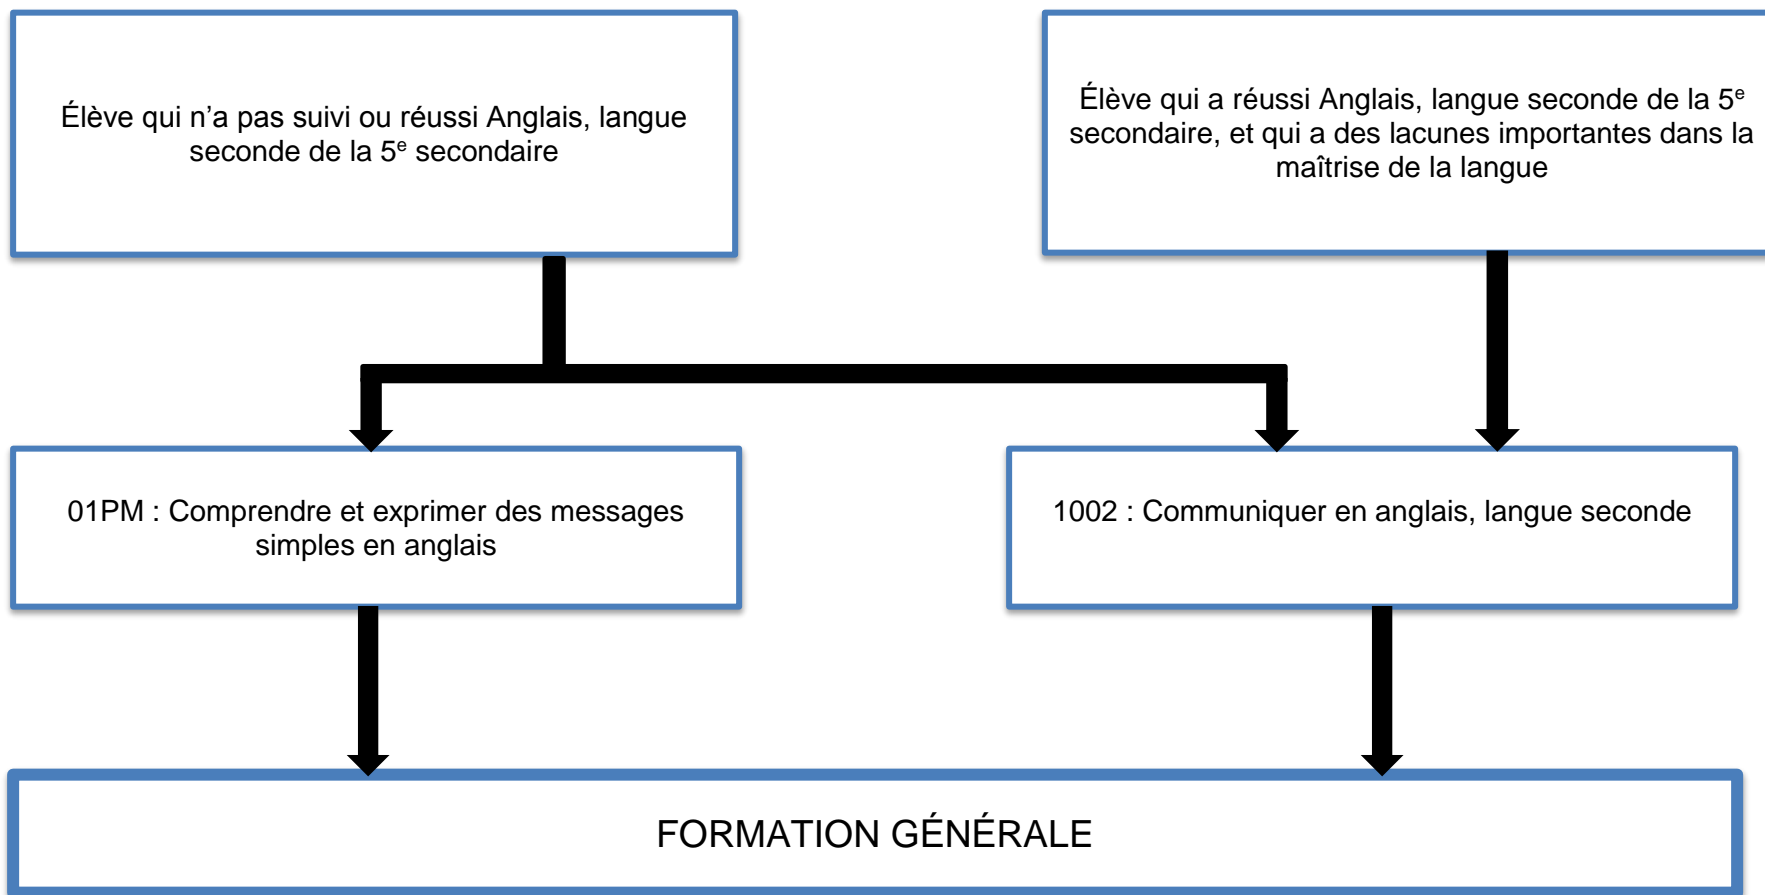 Élève qui n’a pas suivi ou réussi Anglais, langue
seconde de la 5e secondaire
Élève qui a réussi Anglais, langue seconde de la 5e
secondaire, et qui a des lacunes importantes dans la
maîtrise de la langue
01PM : Comprendre et exprimer des messages
simples en anglais
1002 : Communiquer en anglais, langue seconde
FORMATION GÉNÉRALE